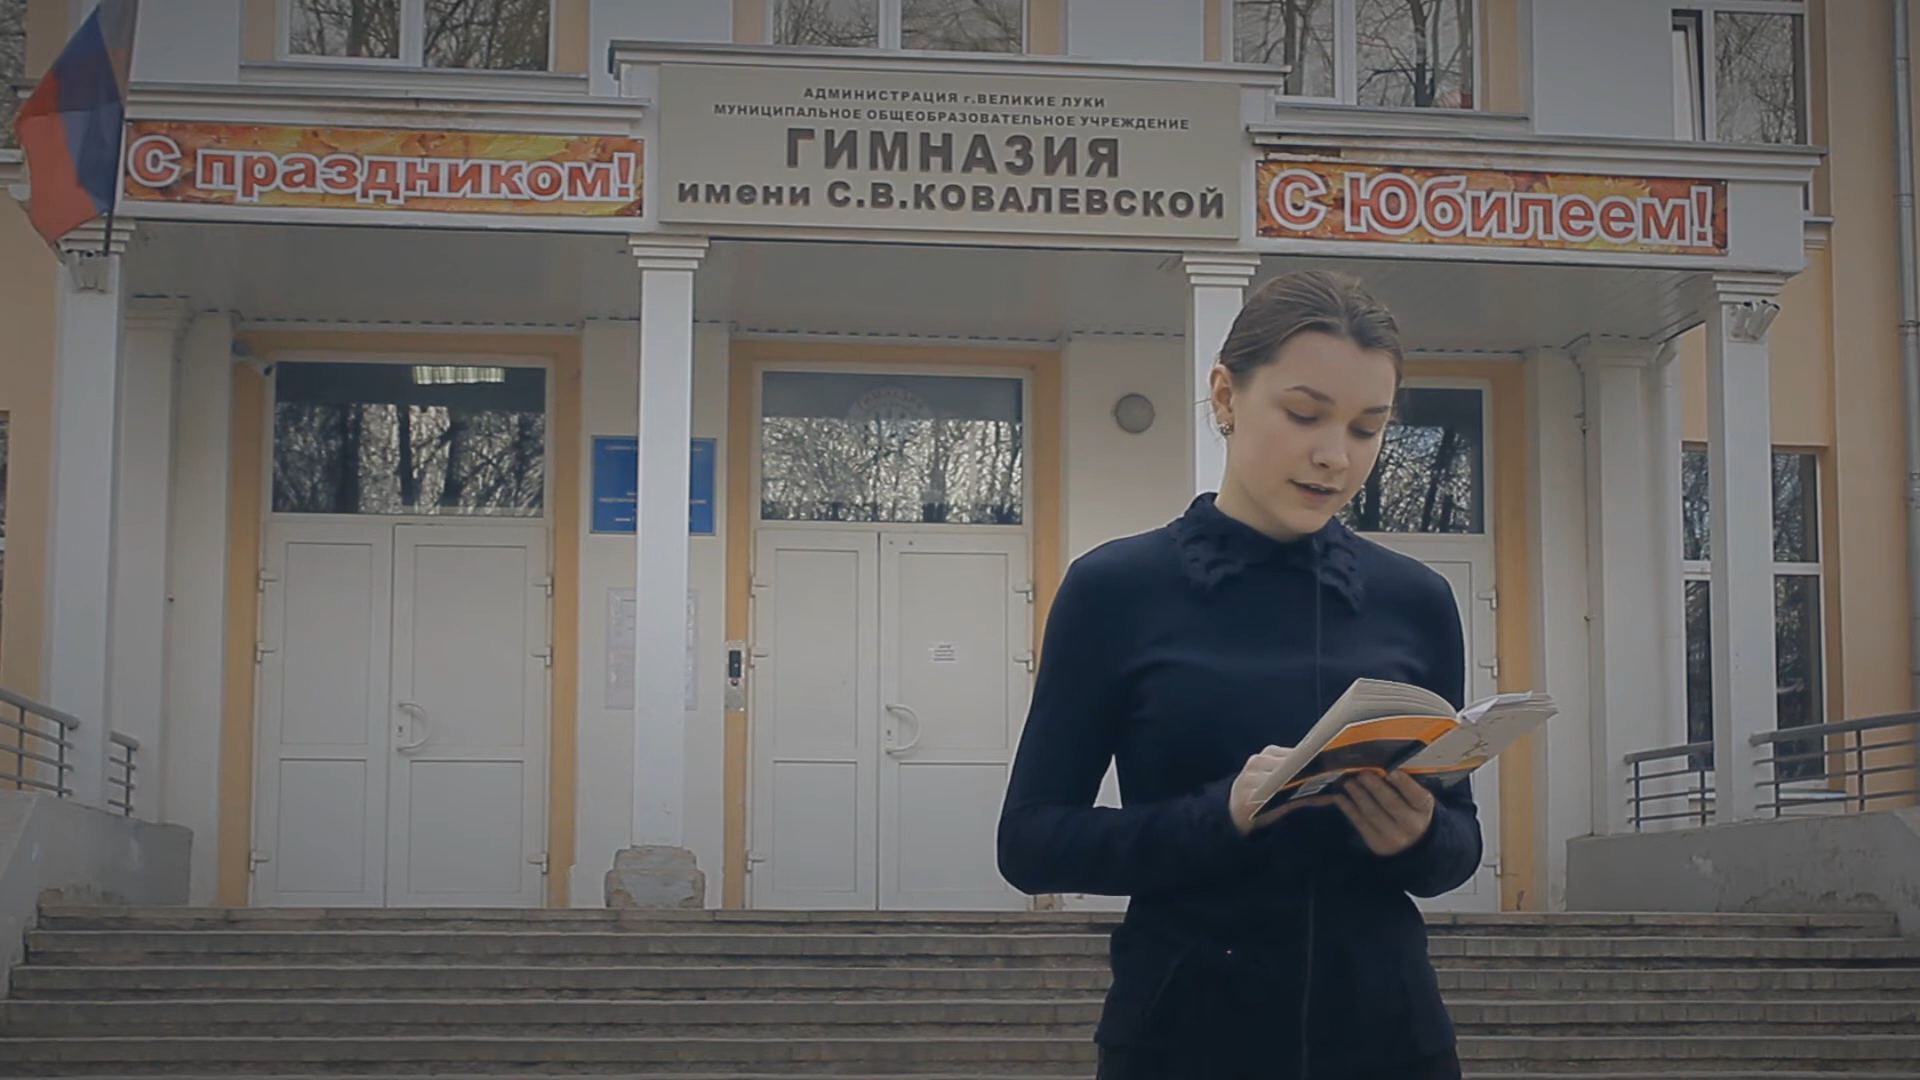 АДМИНИСТРАЦИЯ г.ВЕЛИКИЕ ЛУКИ
МУНИЦИПАЛЬНОЕ ОБЩЕОБРАЗОВАТЕЛЬНОЕ УЧРЕЖДЕНИЕ
ГИМНАЗИЯ
имени С.В.КОВАЛЕВСКОЙ
С праздником!
С Юбилеем!